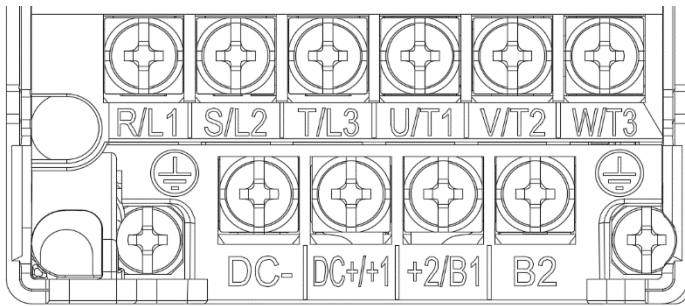 R/L1 S/L2 T/L3 U/T1 V/T2 W/T3
DC- DC+/+1 +2/B1 B2